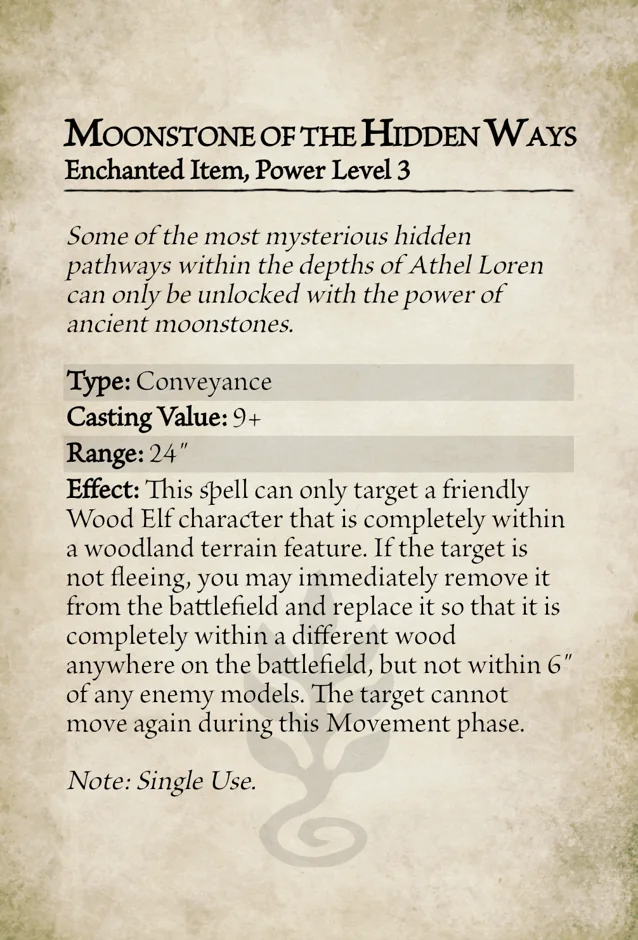 Moonstone of the Hidden Ways
Enchanted Item, Power Level 3
Some of the most mysterious hidden
pathways within the depths of Athel Loren
can only be unlocked with the power of
ancient moonstones.
Type: Conveyance
Casting Value: 9+
Range: 24"
Effect: This spell can only target a friendly
Wood Elf character that is completely within
a woodland terrain feature. If the target is
not fleeing, you may immediately remove it
from the battlefield and replace it so that it is
completely within a different wood
anywhere on the battlefield, but not within 6"
of any enemy models. The target cannot
move again during this Movement phase.
Note: Single Use.